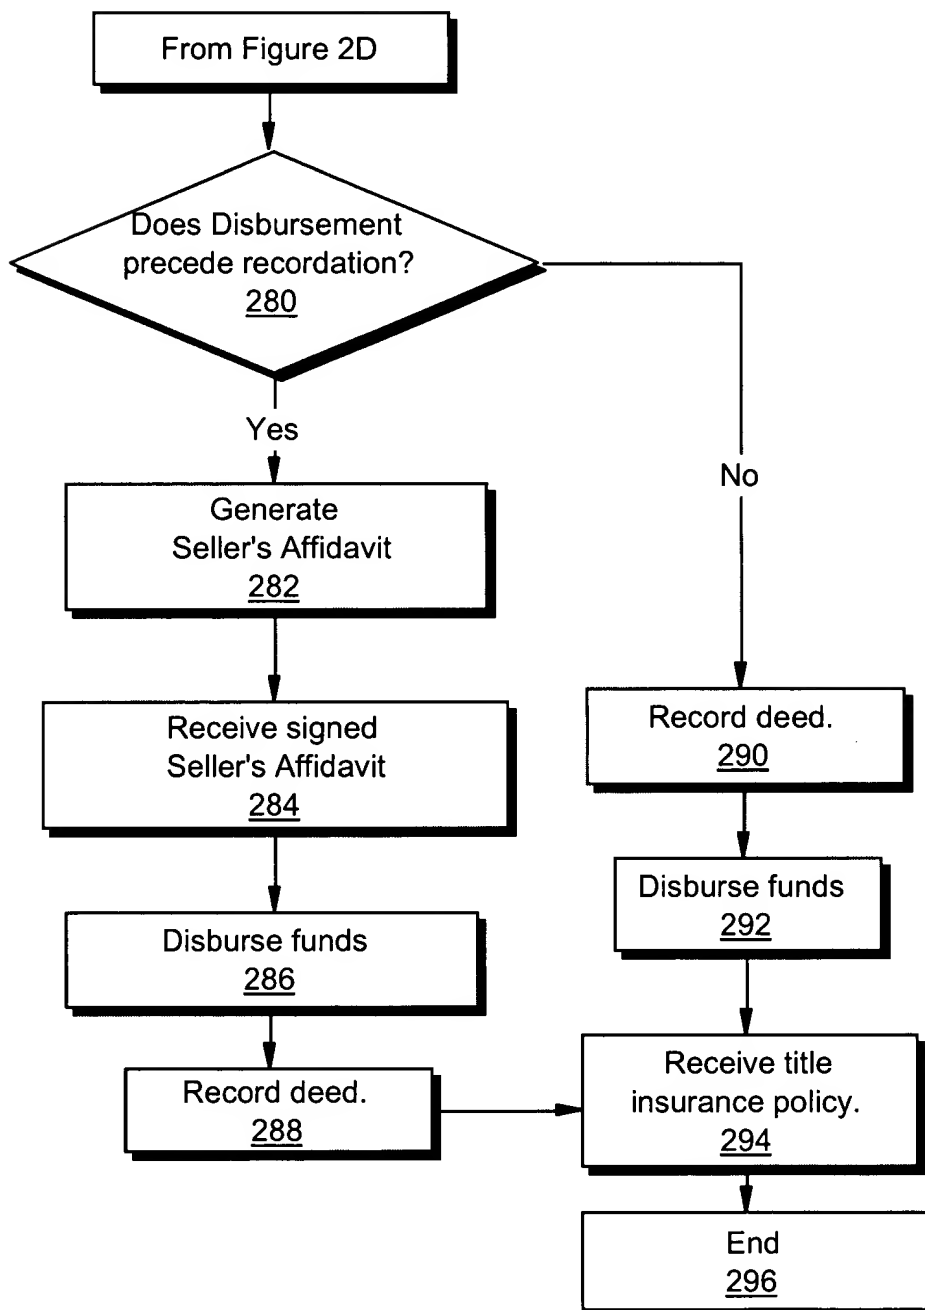 From Figure 2D
Does Disbursement
precede recordation?
280
Yes
No
Generate
Seller's Affidavit
282
Receive signed
Seller's Affidavit
284
Disburse funds
286
Record deed.
288
Record deed.
290
Disburse funds
292
Receive title
insurance policy.
294
End
296